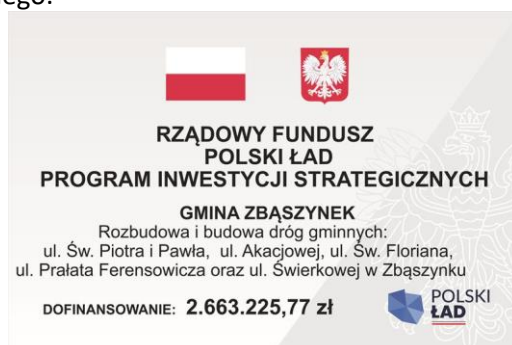 RZĄDOWY FUNDUSZ
POLSKI ŁAD
PROGRAM INWESTYCJI STRATEGICZNYCH
GMINA ZBĄSZYNEK
Rozbudowa i budowa dróg gminnych:
ul. Św. Piotra i Pawła, ul. Akacjowej, ul. Św. Floriana,
ul. Prałata Ferensowicza oraz ul. Świerkowej w Zbąszynku
DOFINANSOWANIE: 2.663.225,77 zł
POLSKI
ŁAD